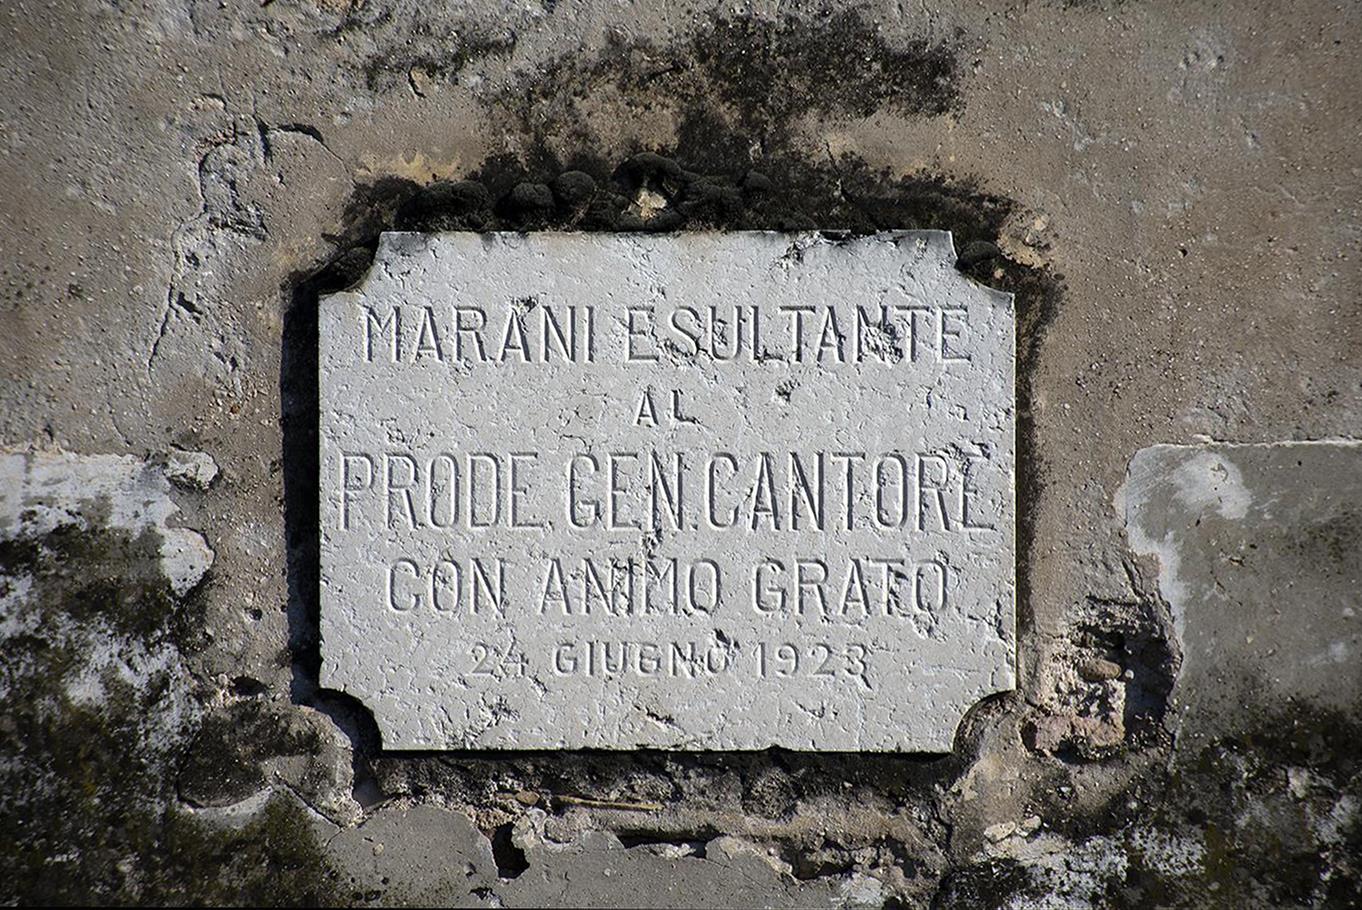 MARANI ESULTANTE
AL
PRODE GEN. CANTORE
CON ANIMO GRATO
24 GIUGNO 1923